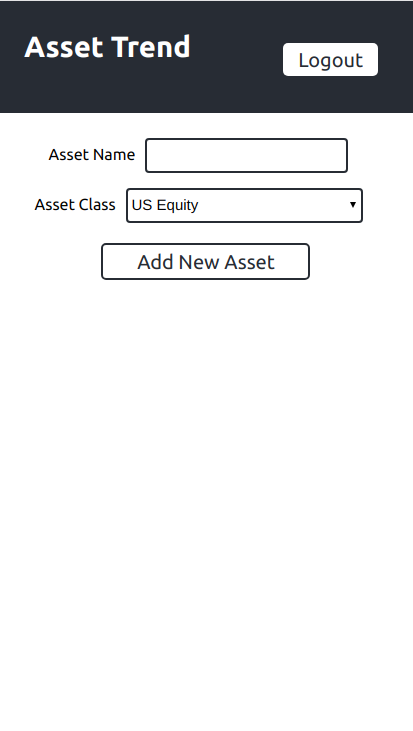 Asset Trend
Logout
Asset Name
Asset Class US Equity
Add New Asset